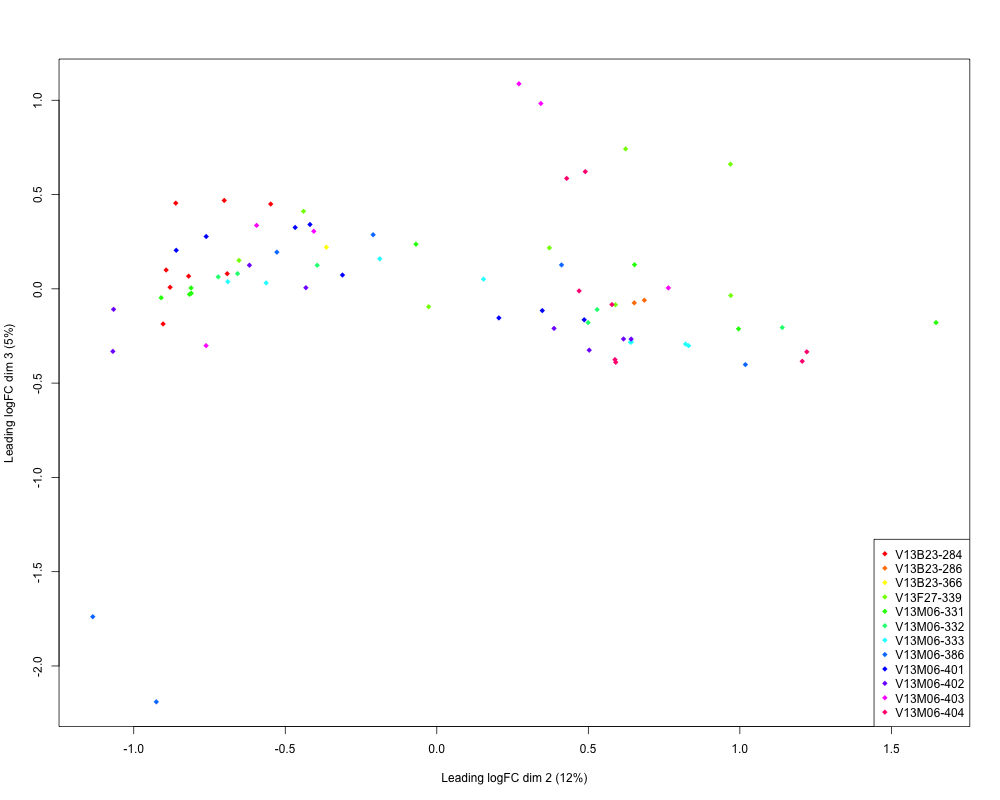 1.0
0.5
0.0
-0.5
-1.0
-1.5
-2.0
Leading logFC dim 3 (5%)
V13B23-284
V13B23-286
V13B23-366
V13F27-339
V13M06-331
V13M06-332
V13M06-333
V13M06-386
V13M06-401
V13M06-402
V13M06-403
V13M06-404
-1.0 -0.5 0.0 0.5 1.0 1.5
Leading logFC dim 2 (12%)